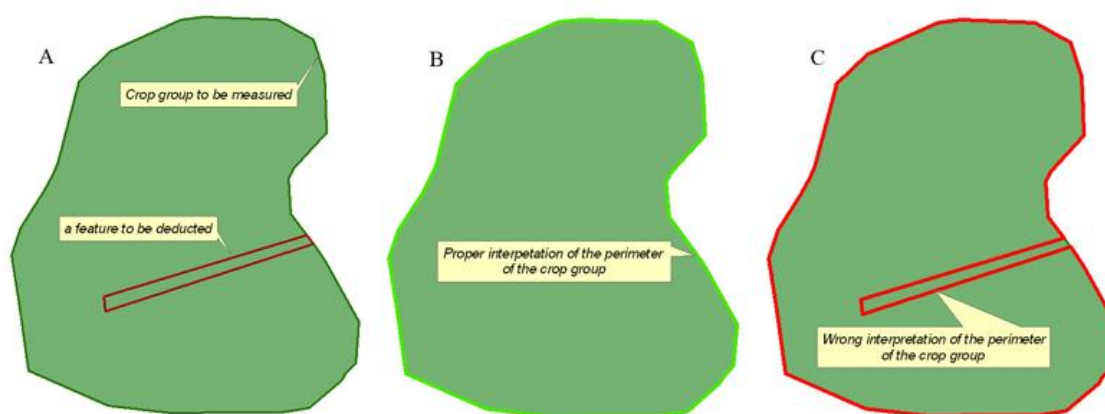 A
Crop group to be measured
a feature to be deducted
B
Proper interpetation of the perimeter
of the crop group
C
Wrong interpretation of the perimeter
of the crop group